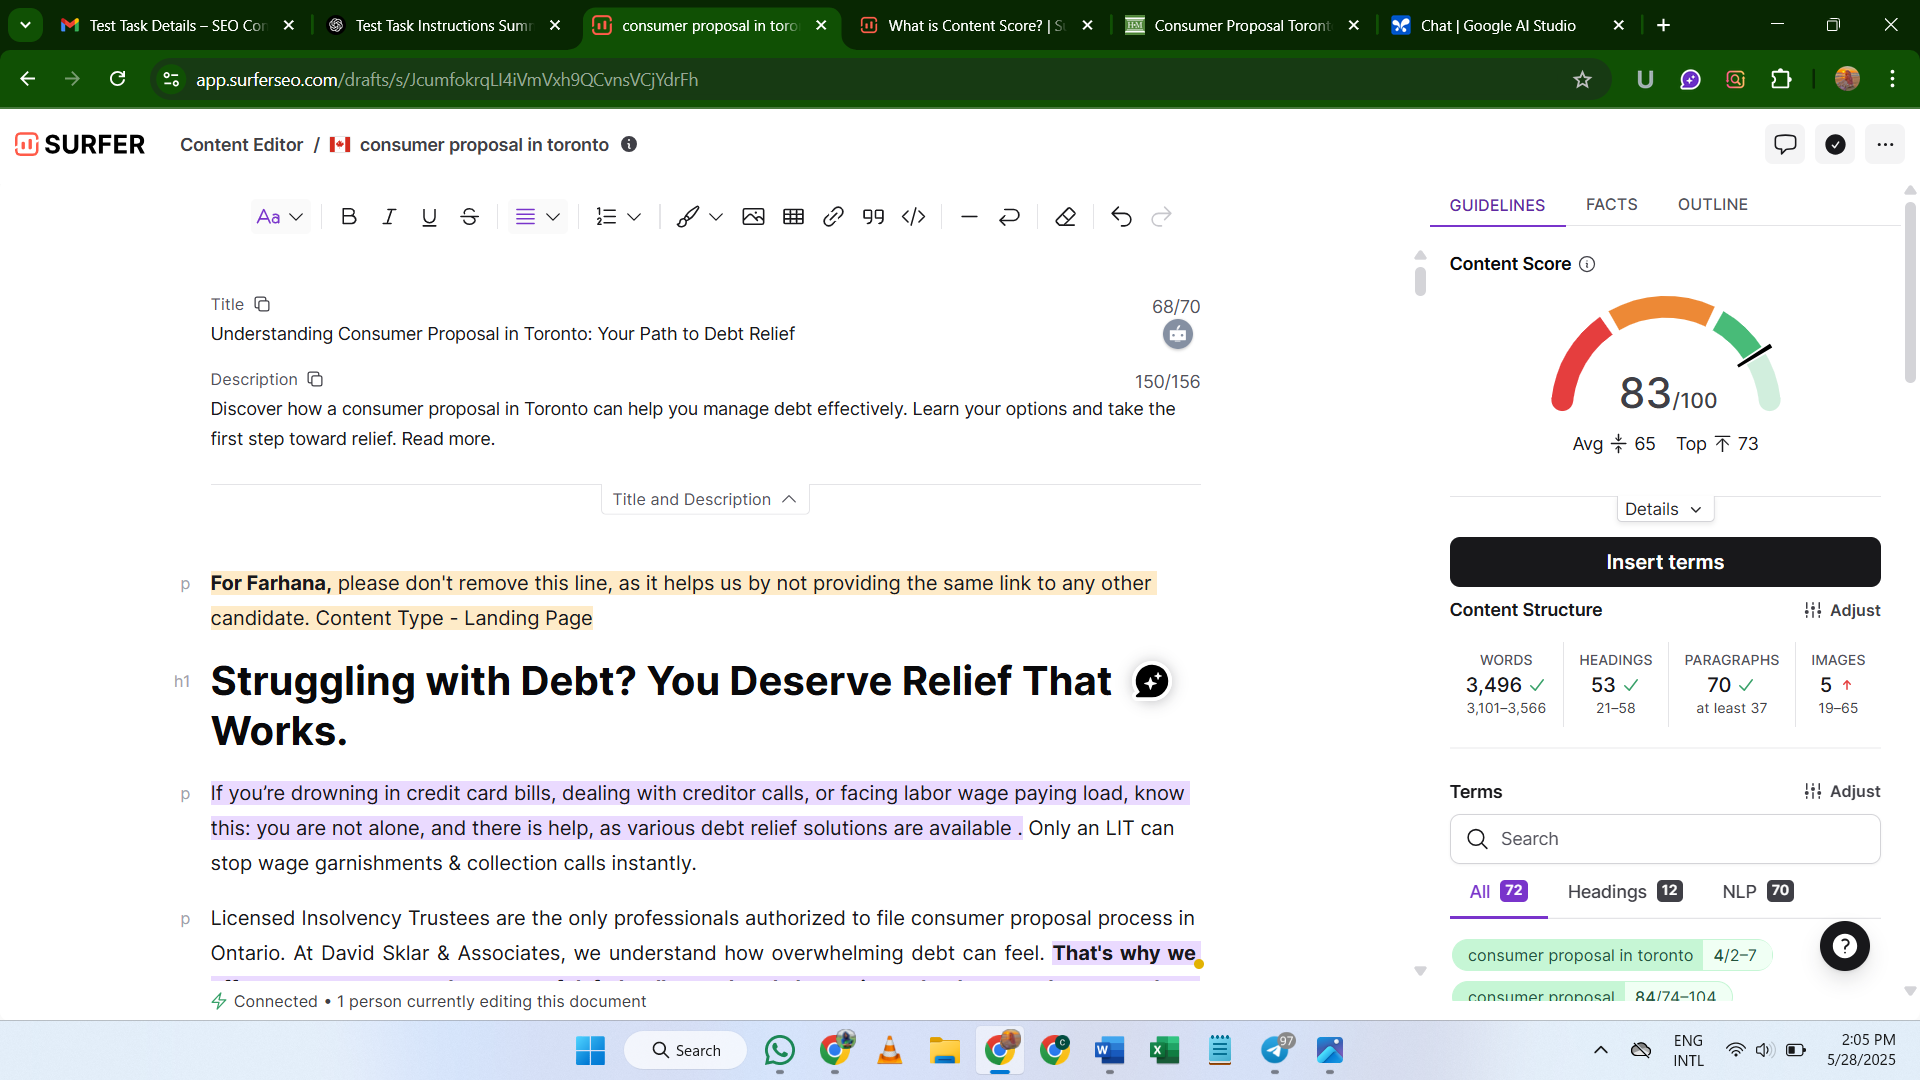 Test Task Details – SEO Con
Test Task Instructions Summ
consumer proposal in toro
What is Content Score? | Su
Consumer Proposal Toront
Chat | Google AI Studio
app.surferseo.com/drafts/s/JcumfokrqLI4iVmVxh9QCvnsVCjYdrFh
SURFER
Content Editor / consumer proposal in toronto
Aa
GUIDELINES
FACTS
OUTLINE
Title
68/70
Understanding Consumer Proposal in Toronto: Your Path to Debt Relief
Description
150/156
Discover how a consumer proposal in Toronto can help you manage debt effectively. Learn your options and take the
first step toward relief. Read more.
Title and Description
p
For Farhana, please don't remove this line, as it helps us by not providing the same link to any other
candidate. Content Type - Landing Page
h1
Struggling with Debt? You Deserve Relief That
Works.
p
If you’re drowning in credit card bills, dealing with creditor calls, or facing labor wage paying load, know
this: you are not alone, and there is help, as various debt relief solutions are available . Only an LIT can
stop wage garnishments & collection calls instantly.
p
Licensed Insolvency Trustees are the only professionals authorized to file consumer proposal process in
Ontario. At David Sklar & Associates, we understand how overwhelming debt can feel. That's why we
Connected • 1 person currently editing this document
Content Score
83/100
Avg 65 Top 73
Details
Insert terms
Content Structure
Adjust
WORDS HEADINGS PARAGRAPHS IMAGES
3,496 53 70 5
3,101–3,566 21–58 at least 37 19–65
Terms
Adjust
Search
All 72 Headings 12 NLP 70
consumer proposal in toronto 4/2–7
consumer proposal 84/74–104
Search
97
ENG
INTL
2:05 PM
5/28/2025